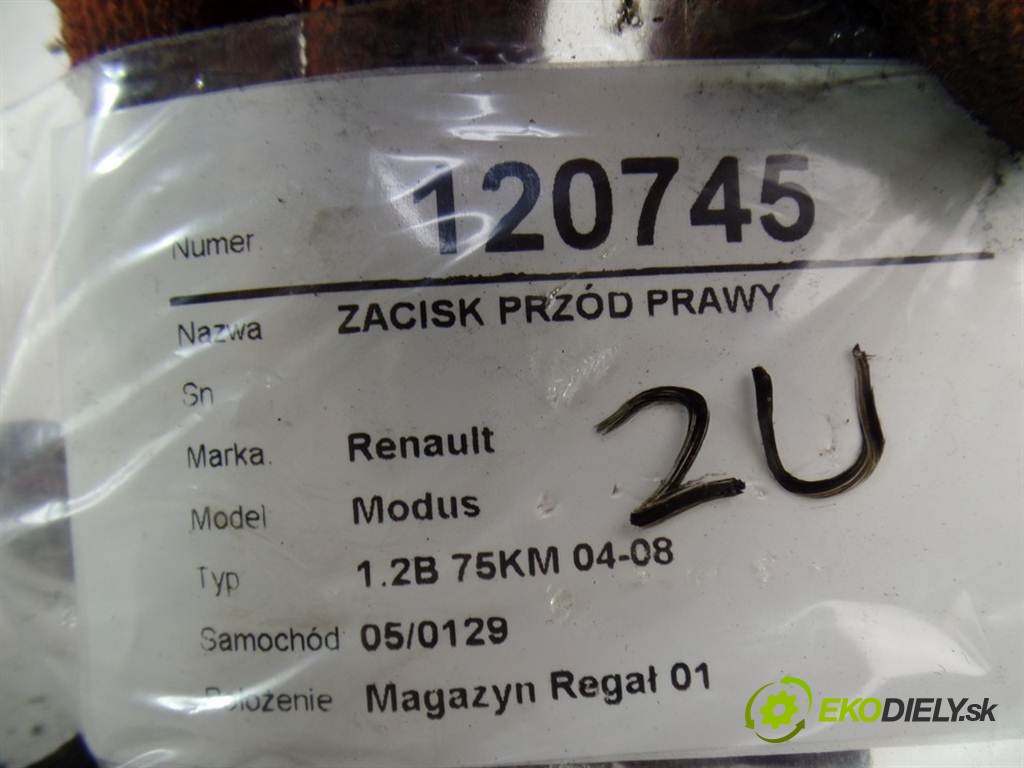 Numer 120745
Nazwa ZACISK PRZÓD PRAWY
Sn
Marka Renault
Model Modus
2U
Typ 1.2B 75KM 04-08
Samochód 05/0129
Położenie Magazyn Regał 01
EKODIELY.sk